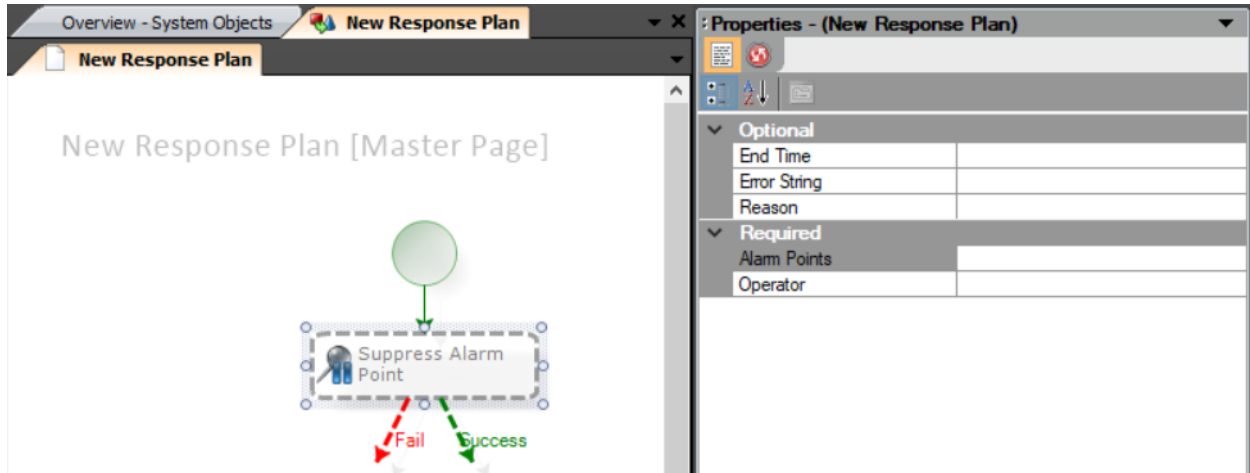 Overview - System Objects
New Response Plan
New Response Plan
New Response Plan [Master Page]
Suppress Alarm
Point
Fail
Success
Properties - (New Response Plan)
Optional
End Time
Error String
Reason
Required
Alarm Points
Operator